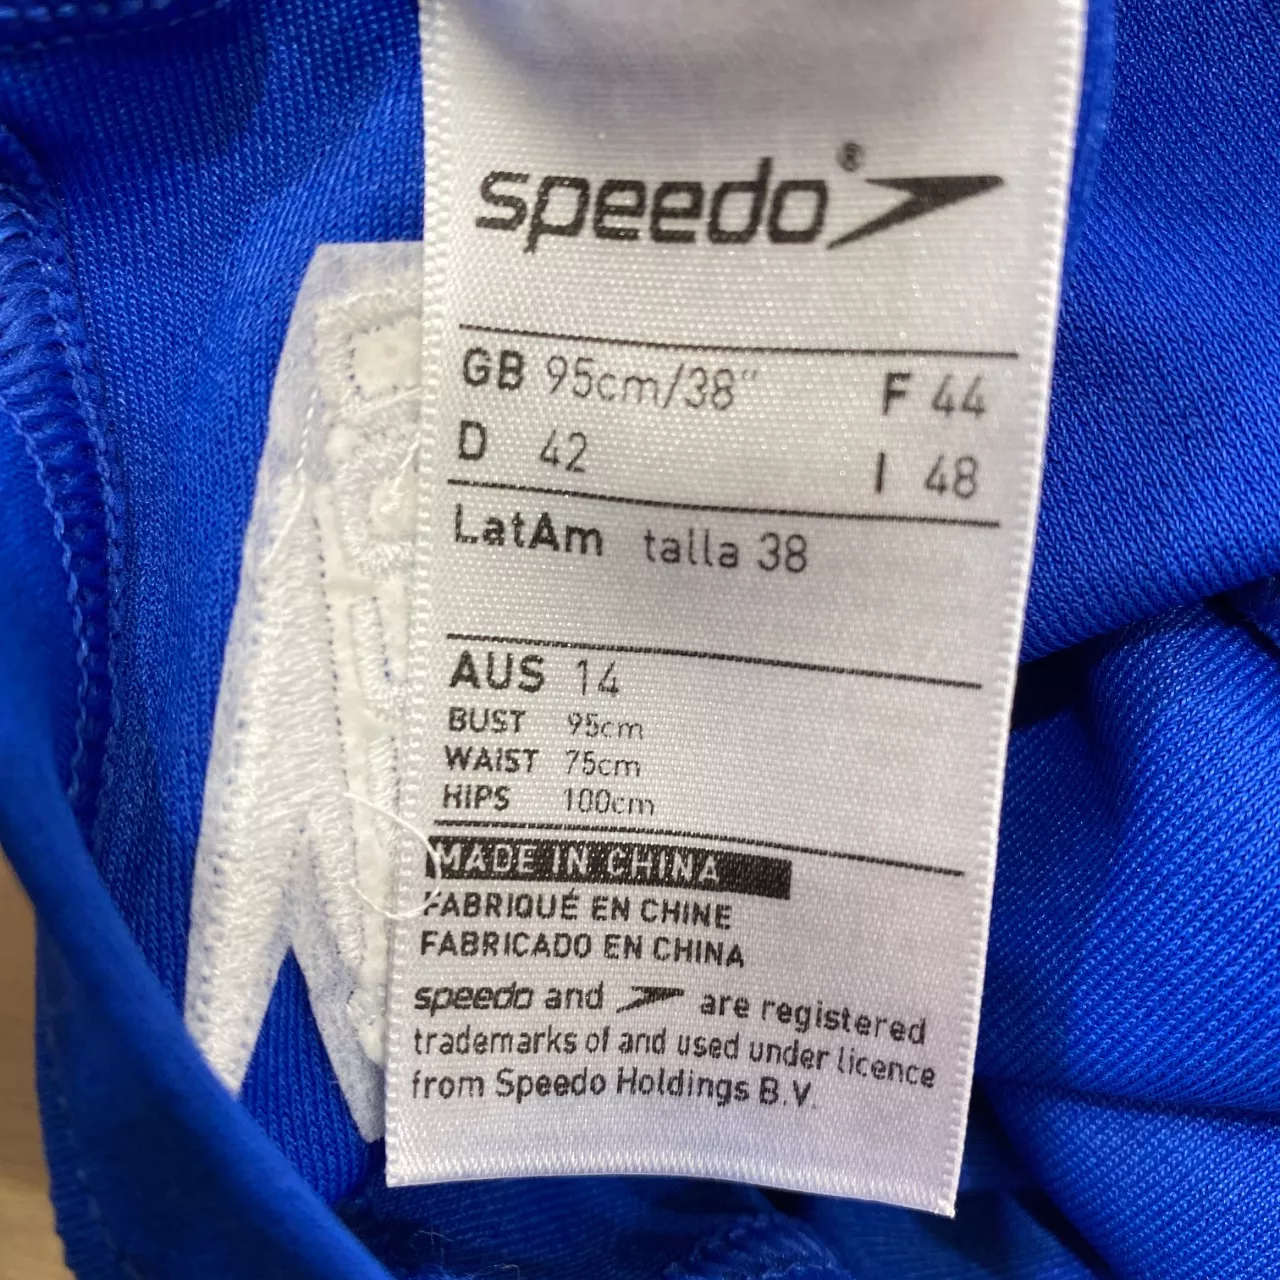 speedo®
GB 95cm/38" F 44
D 42 I 48
LatAm talla 38
AUS 14
BUST 95cm
WAIST 75cm
HIPS 100cm
MADE IN CHINA
FABRIQUÉ EN CHINE
FABRICADO EN CHINA
speedo and are registered
trademarks of and used under licence
from Speedo Holdings B.V.